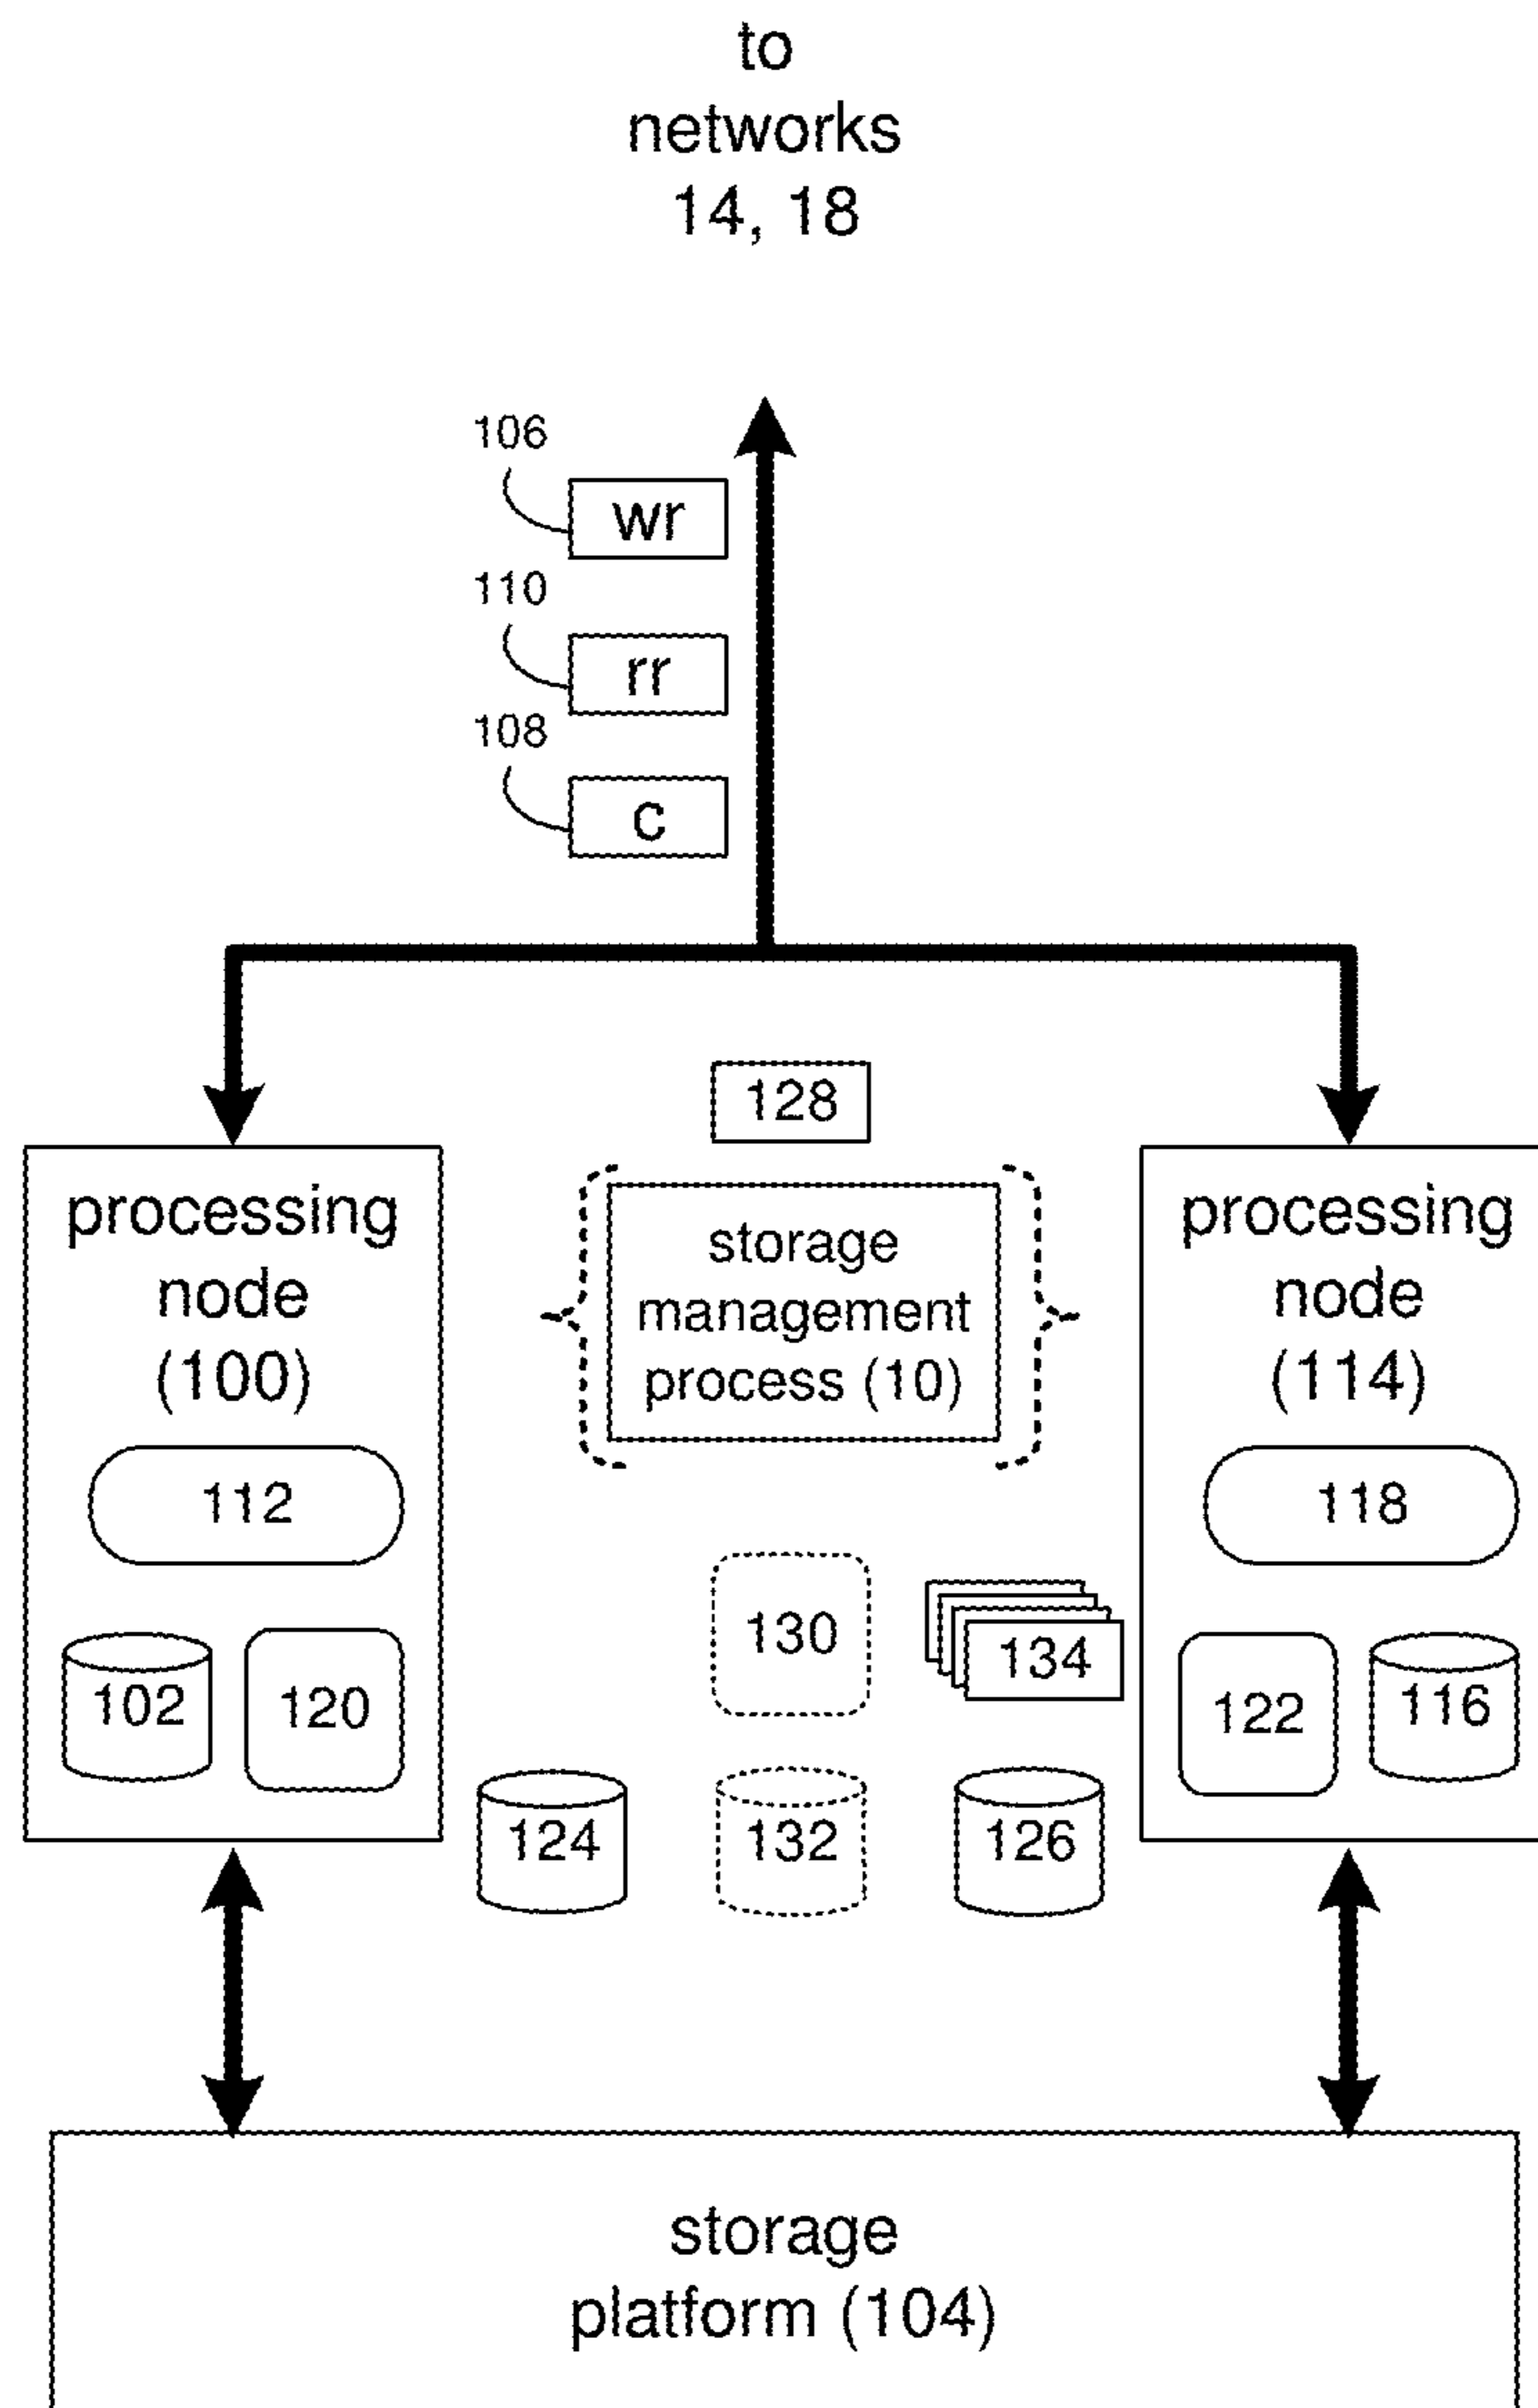 to
networks
14, 18
106
wr
110
rr
108
c
128
processing
node
(100)
storage
management
process (10)
processing
node
(114)
112
118
130
134
102
120
122
116
124
132
126
storage
platform (104)